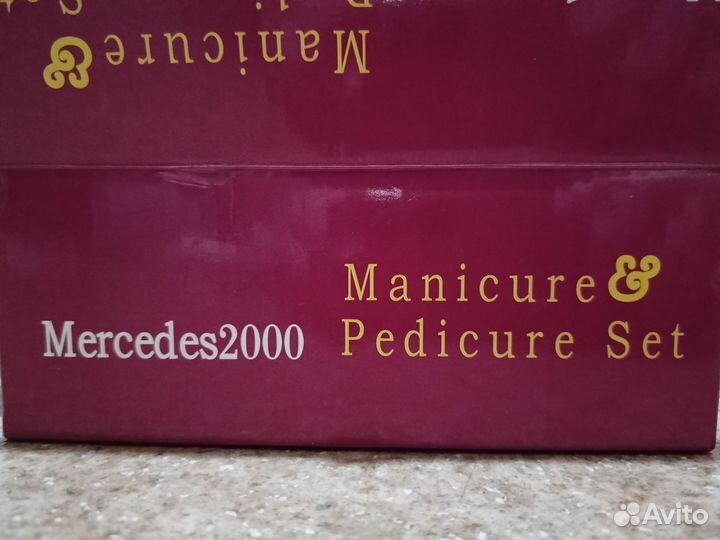 Manicure &
Manicure &
Mercedes2000 Pedicure Set
Avito